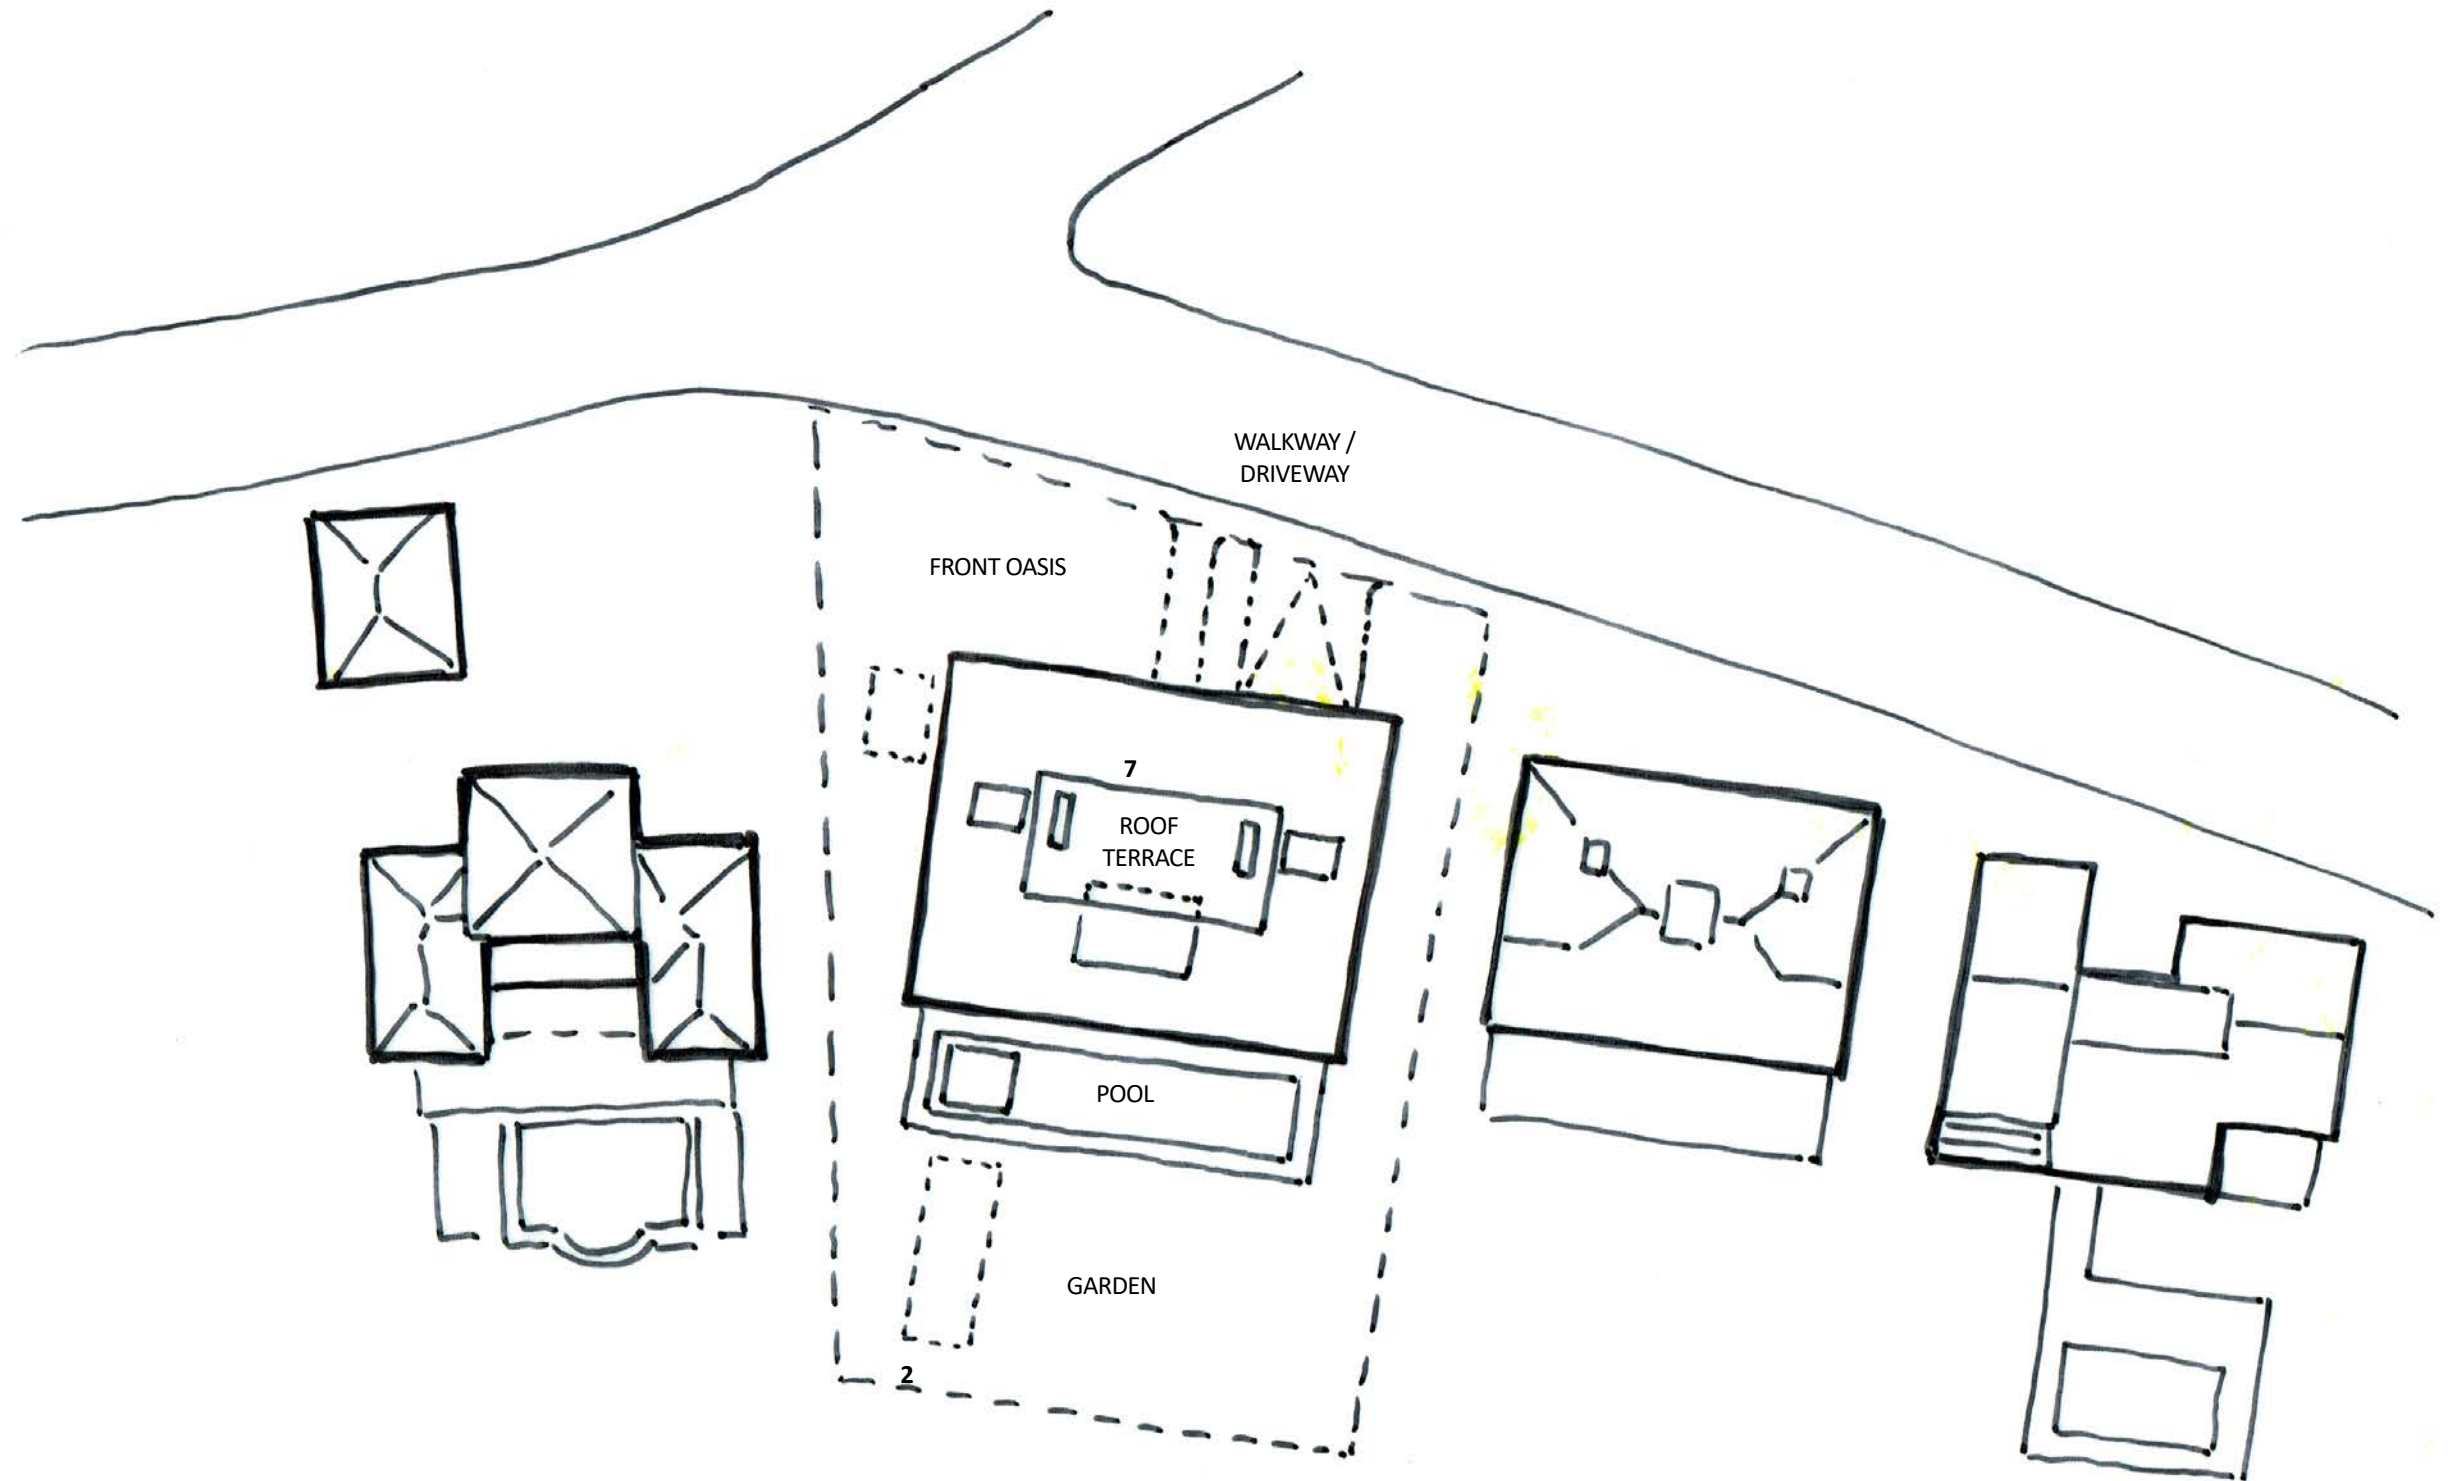 WALKWAY /
DRIVEWAY
FRONT OASIS
7
ROOF
TERRACE
POOL
GARDEN
2